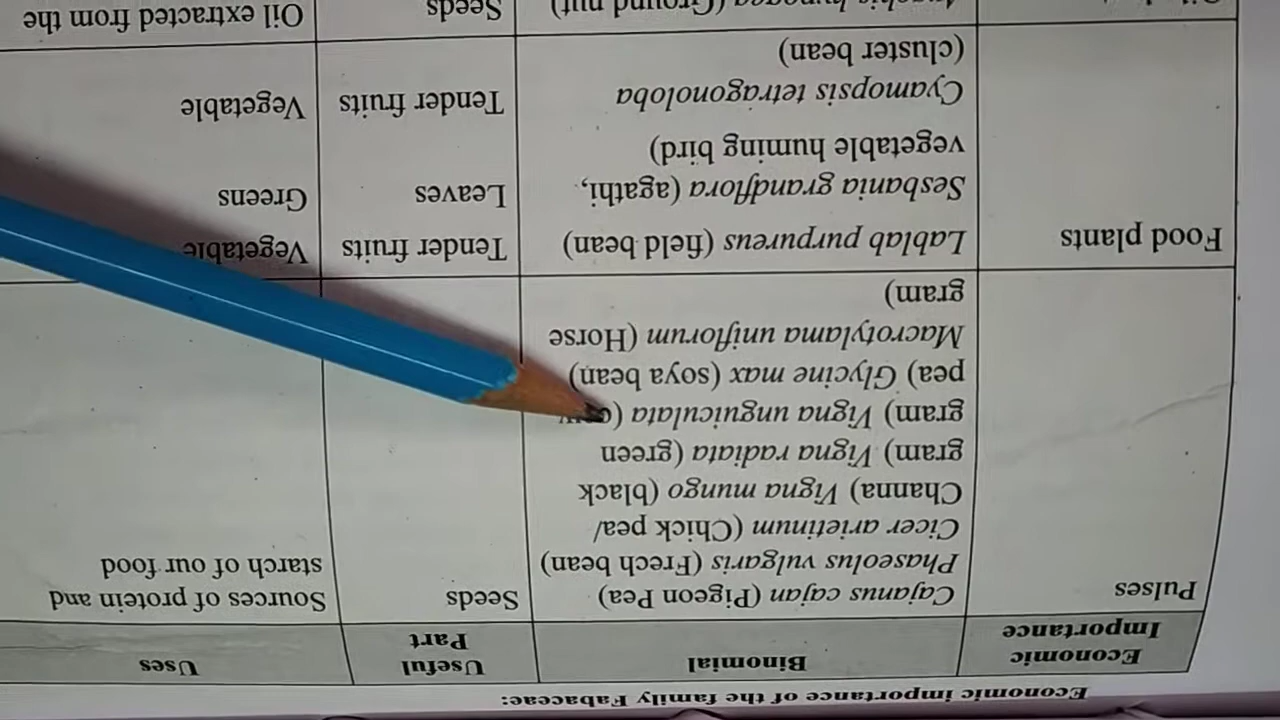 Economic importance of the family Fabaceae:
Economic Importance
Binomial
Useful Part
Uses
Pulses
Cajanus cajan (Pigeon Pea)
Phaseolus vulgaris (Frech bean)
Cicer arietinum (Chick pea/
Channa) Vigna mungo (black
gram) Vigna radiata (green
gram) Vigna unguiculata (
pea) Glycine max (soya bean)
Macrotylama uniflorum (Horse
gram)
Seeds
Sources of protein and
starch of our food
Food plants
Lablab purpureus (field bean)
Tender fruits
Vegetable
Sesbania grandflora (agathi,
vegetable huming bird)
Leaves
Greens
Cyamopsis tetragonoloba
(cluster bean)
Tender fruits
Vegetable
(Ground nut)
Seeds
Oil extracted from the